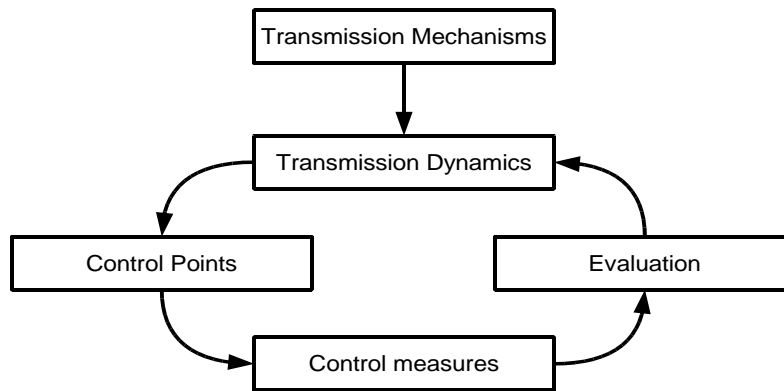 Transmission Mechanisms
Transmission Dynamics
Control Points
Evaluation
Control measures